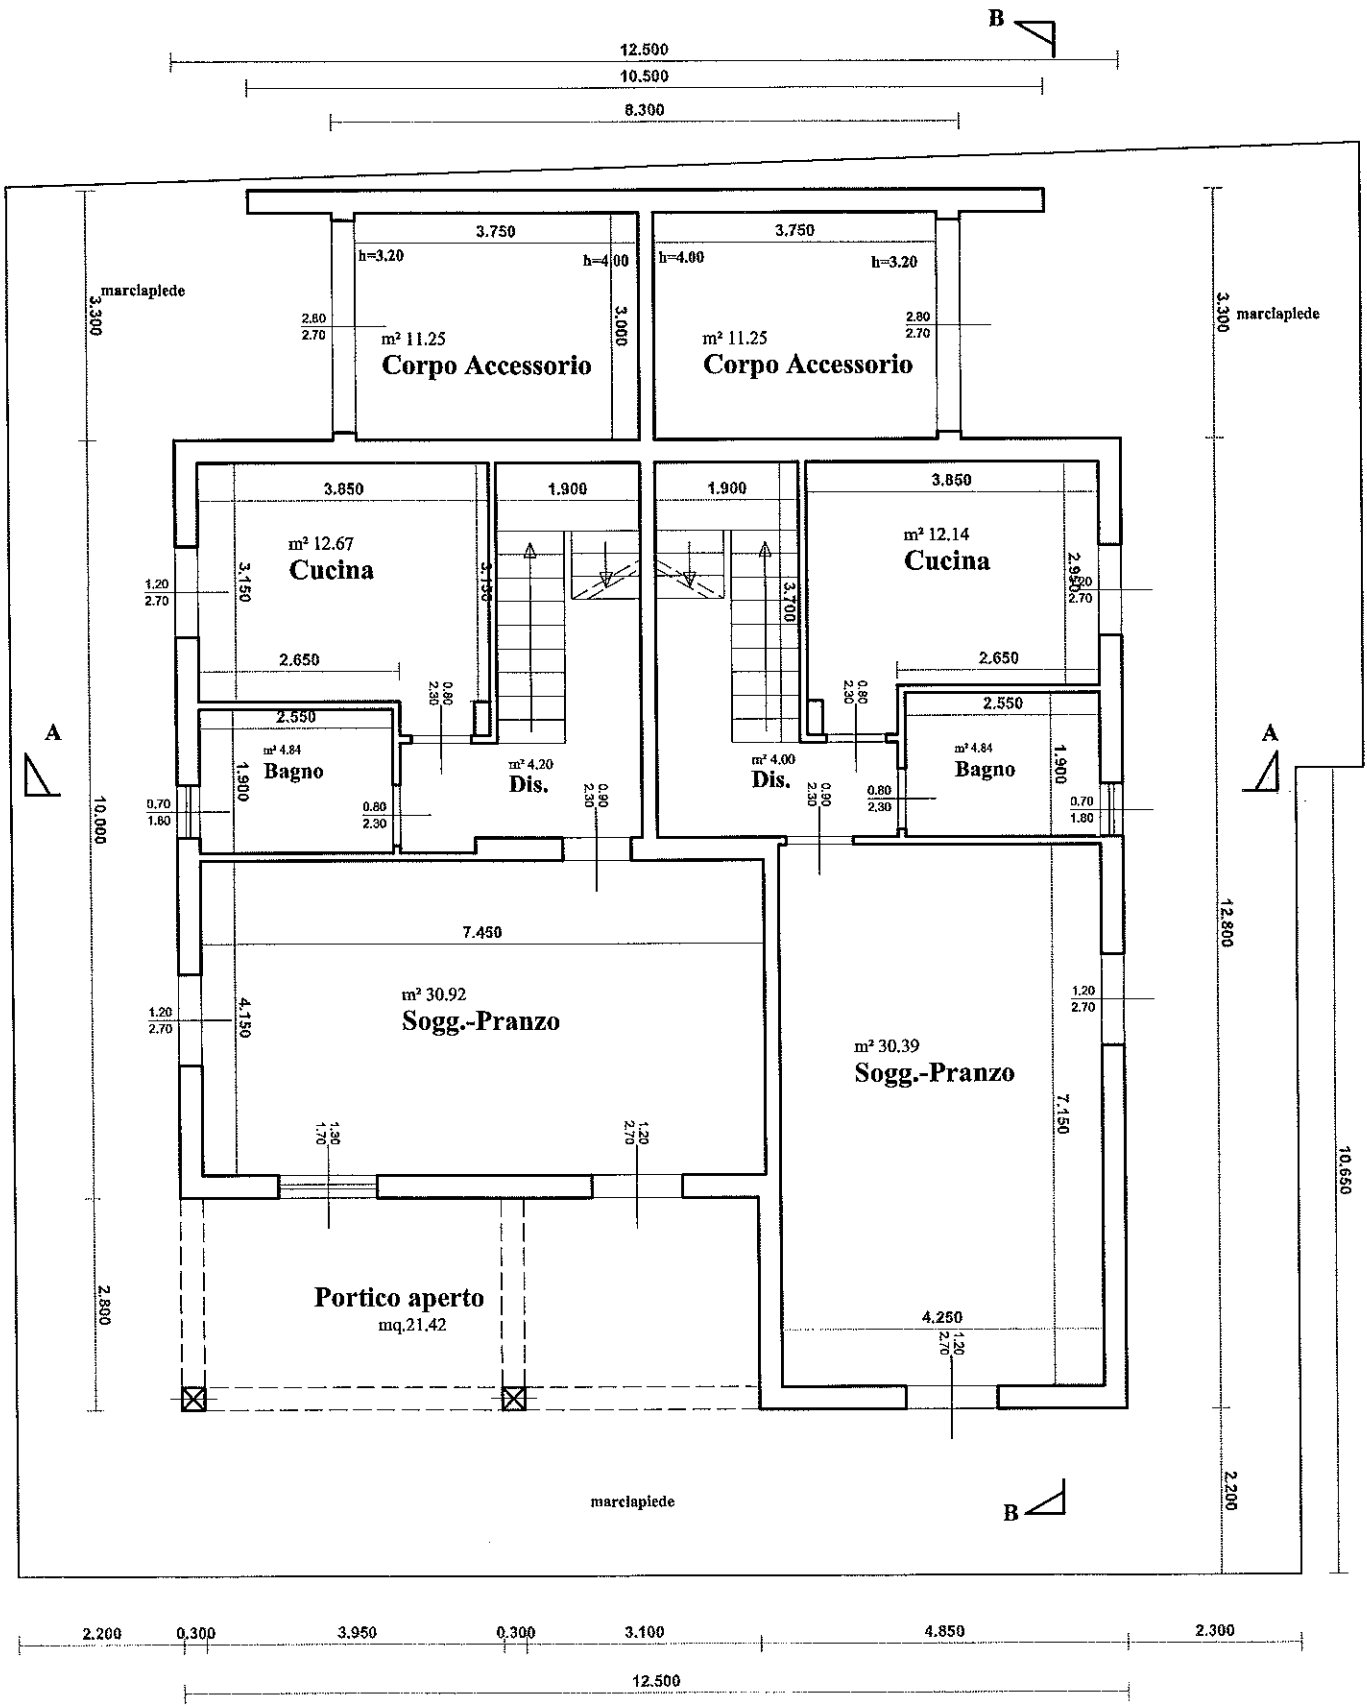 B
12.500
10.500
8.300
3.750
3.750
h=3.20
h=4.00
h=4.00
h=3.20
marciapiede
3.300
2.80
2.70
3.000
m² 11.25
Corpo Accessorio
m² 11.25
Corpo Accessorio
2.80
2.70
3.300
marciapiede
3.850
1.900
1.900
3.850
m² 12.67
Cucina
m² 12.14
Cucina
1.20
2.70
3.150
3.150
3.700
2.950
2.70
2.650
2.650
0.80
2.30
0.80
2.30
2.550
2.550
A
m² 4.84
Bagno
1.900
m² 4.20
Dis.
m² 4.00
Dis.
m² 4.84
Bagno
1.900
A
10.000
0.70
1.80
0.80
2.30
0.90
2.30
0.90
2.30
0.80
2.30
0.70
1.80
7.450
12.800
m² 30.92
Sogg.-Pranzo
1.20
2.70
4.150
1.20
2.70
m² 30.39
Sogg.-Pranzo
1.30
1.70
1.20
2.70
7.150
10.650
2.800
Portico aperto
mq.21.42
4.250
1.20
2.70
marciapiede
B
2.200
2.200
0.300
3.950
0.300
3.100
4.850
2.300
12.500